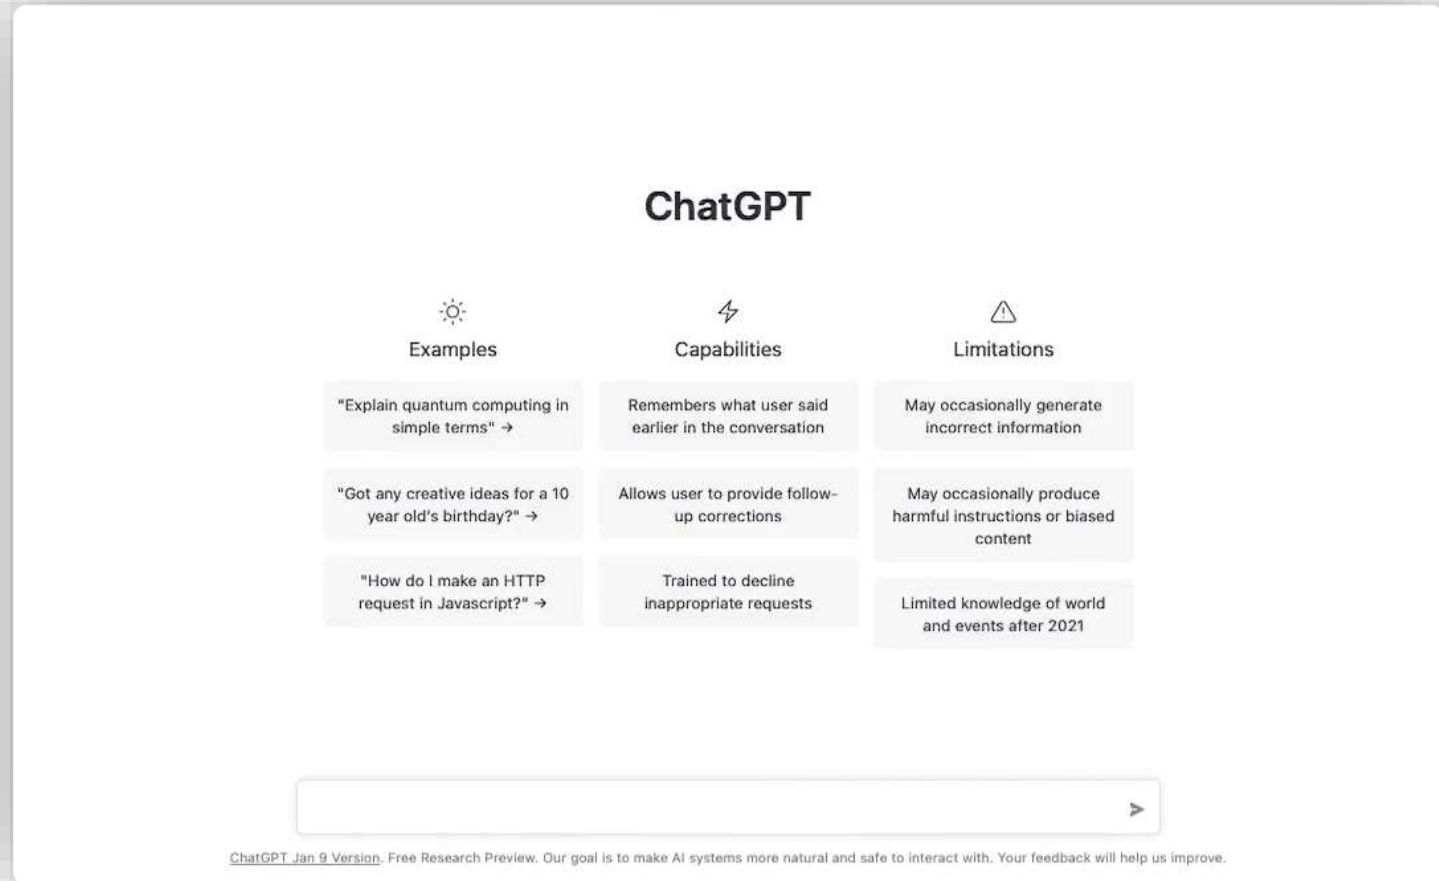 ChatGPT
Examples
"Explain quantum computing in
simple terms" →
"Got any creative ideas for a 10
year old's birthday?" →
"How do I make an HTTP
request in Javascript?" →
Capabilities
Remembers what user said
earlier in the conversation
Allows user to provide follow-
up corrections
Trained to decline
inappropriate requests
Limitations
May occasionally generate
incorrect information
May occasionally produce
harmful instructions or biased
content
Limited knowledge of world
and events after 2021
ChatGPT Jan 9 Version. Free Research Preview. Our goal is to make AI systems more natural and safe to interact with. Your feedback will help us improve.